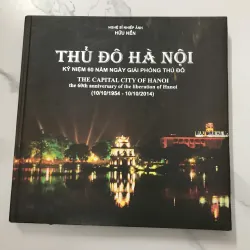 NGHỆ SĨ NHIẾP ẢNH
HỮU NỀN
THỦ ĐÔ HÀ NỘI
KỶ NIỆM 60 NĂM NGÀY GIẢI PHÓNG THỦ ĐÔ
THE CAPITAL CITY OF HANOI
the 60th anniversary of the liberation of Hanoi
(10/10/1954 - 10/10/2014)